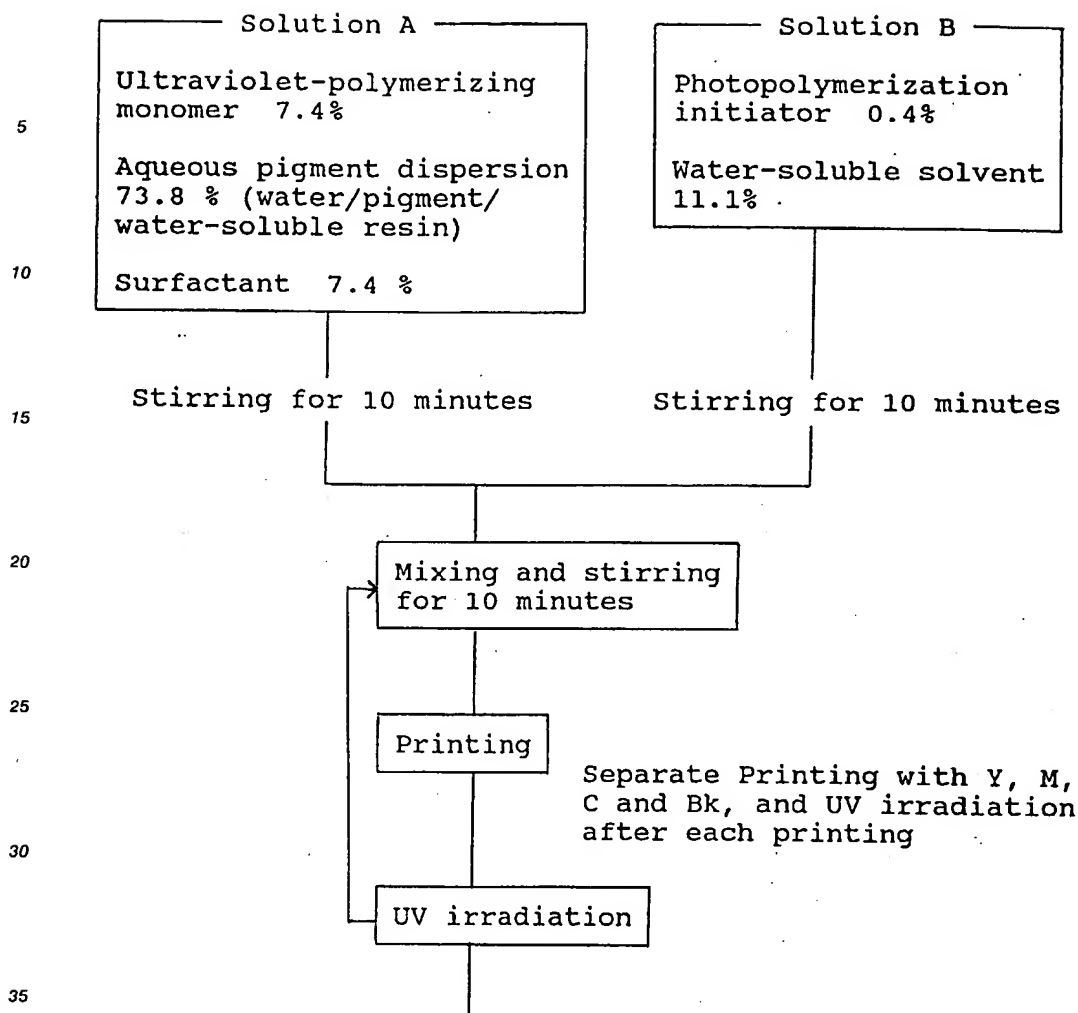 Solution A
Ultraviolet-polymerizing
monomer 7.4%
Aqueous pigment dispersion
73.8 % (water/pigment/
water-soluble resin)
Surfactant 7.4 %
Solution B
Photopolymerization
initiator 0.4%
Water-soluble solvent
11.1%
5
10
Stirring for 10 minutes
Stirring for 10 minutes
15
20
Mixing and stirring
for 10 minutes
25
Printing
Separate Printing with Y, M,
C and Bk, and UV irradiation
after each printing
30
UV irradiation
35